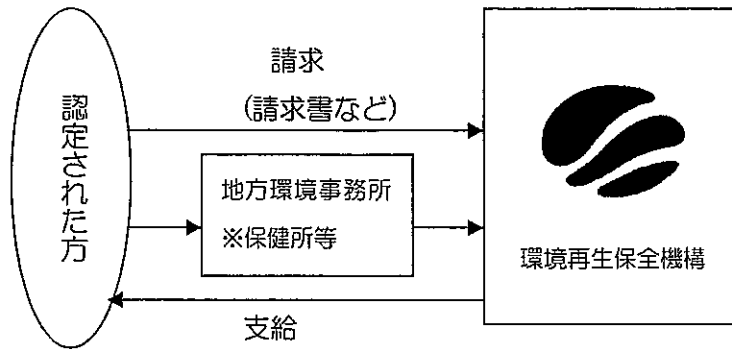 認定された方
請求
（請求書など）
地方環境事務所
※保健所等
環境再生保全機構
支給